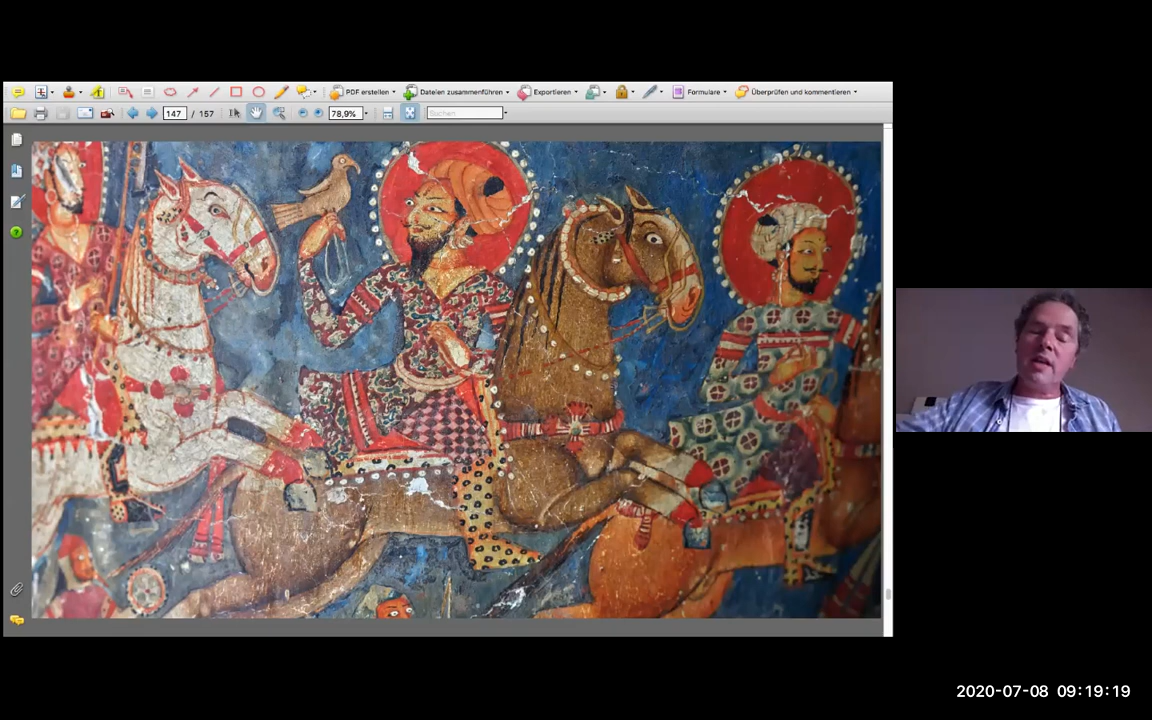 PDF erstellen Dateien zusammenführen Exportieren Formulare Überprüfen und kommentieren
147 / 157 78,9% Suchen
2020-07-08 09:19:19